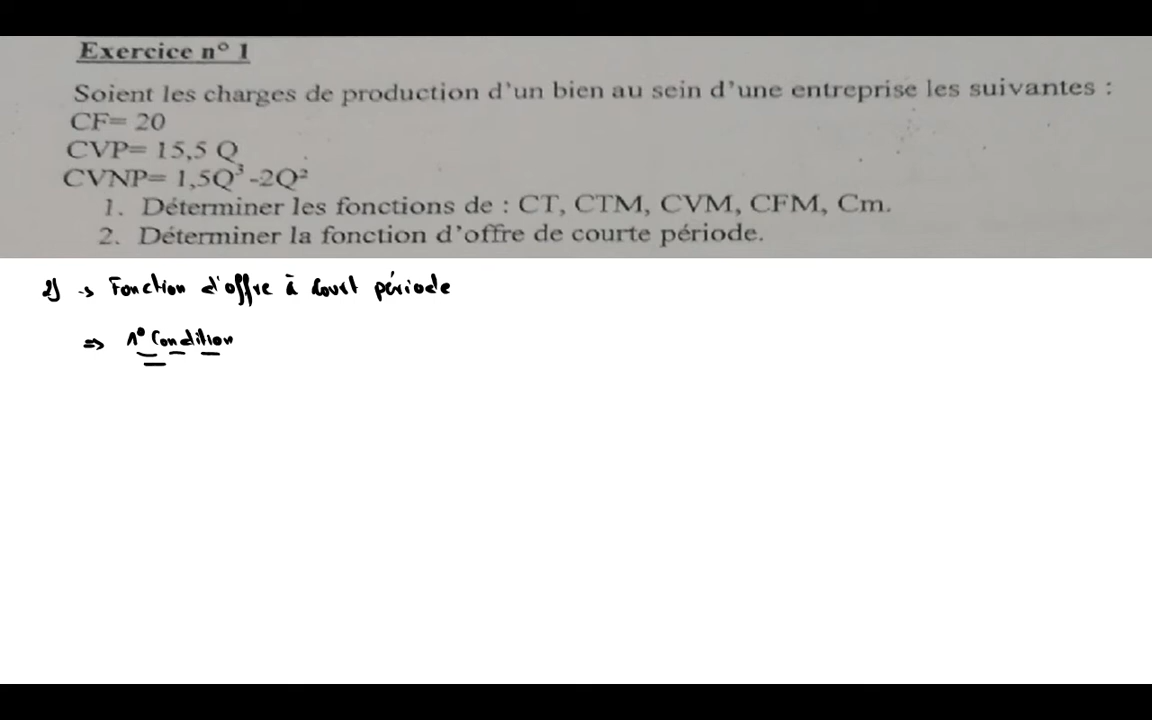 Exercice n° 1
Soient les charges de production d'un bien au sein d'une entreprise les suivantes :
CF= 20
CVP= 15,5 Q
CVNP= 1,5Q³ -2Q²
1. Déterminer les fonctions de : CT, CTM, CVM, CFM, Cm.
2. Déterminer la fonction d'offre de courte période.
2) → Fonction d'offre à court période
⇒ 1° Condition